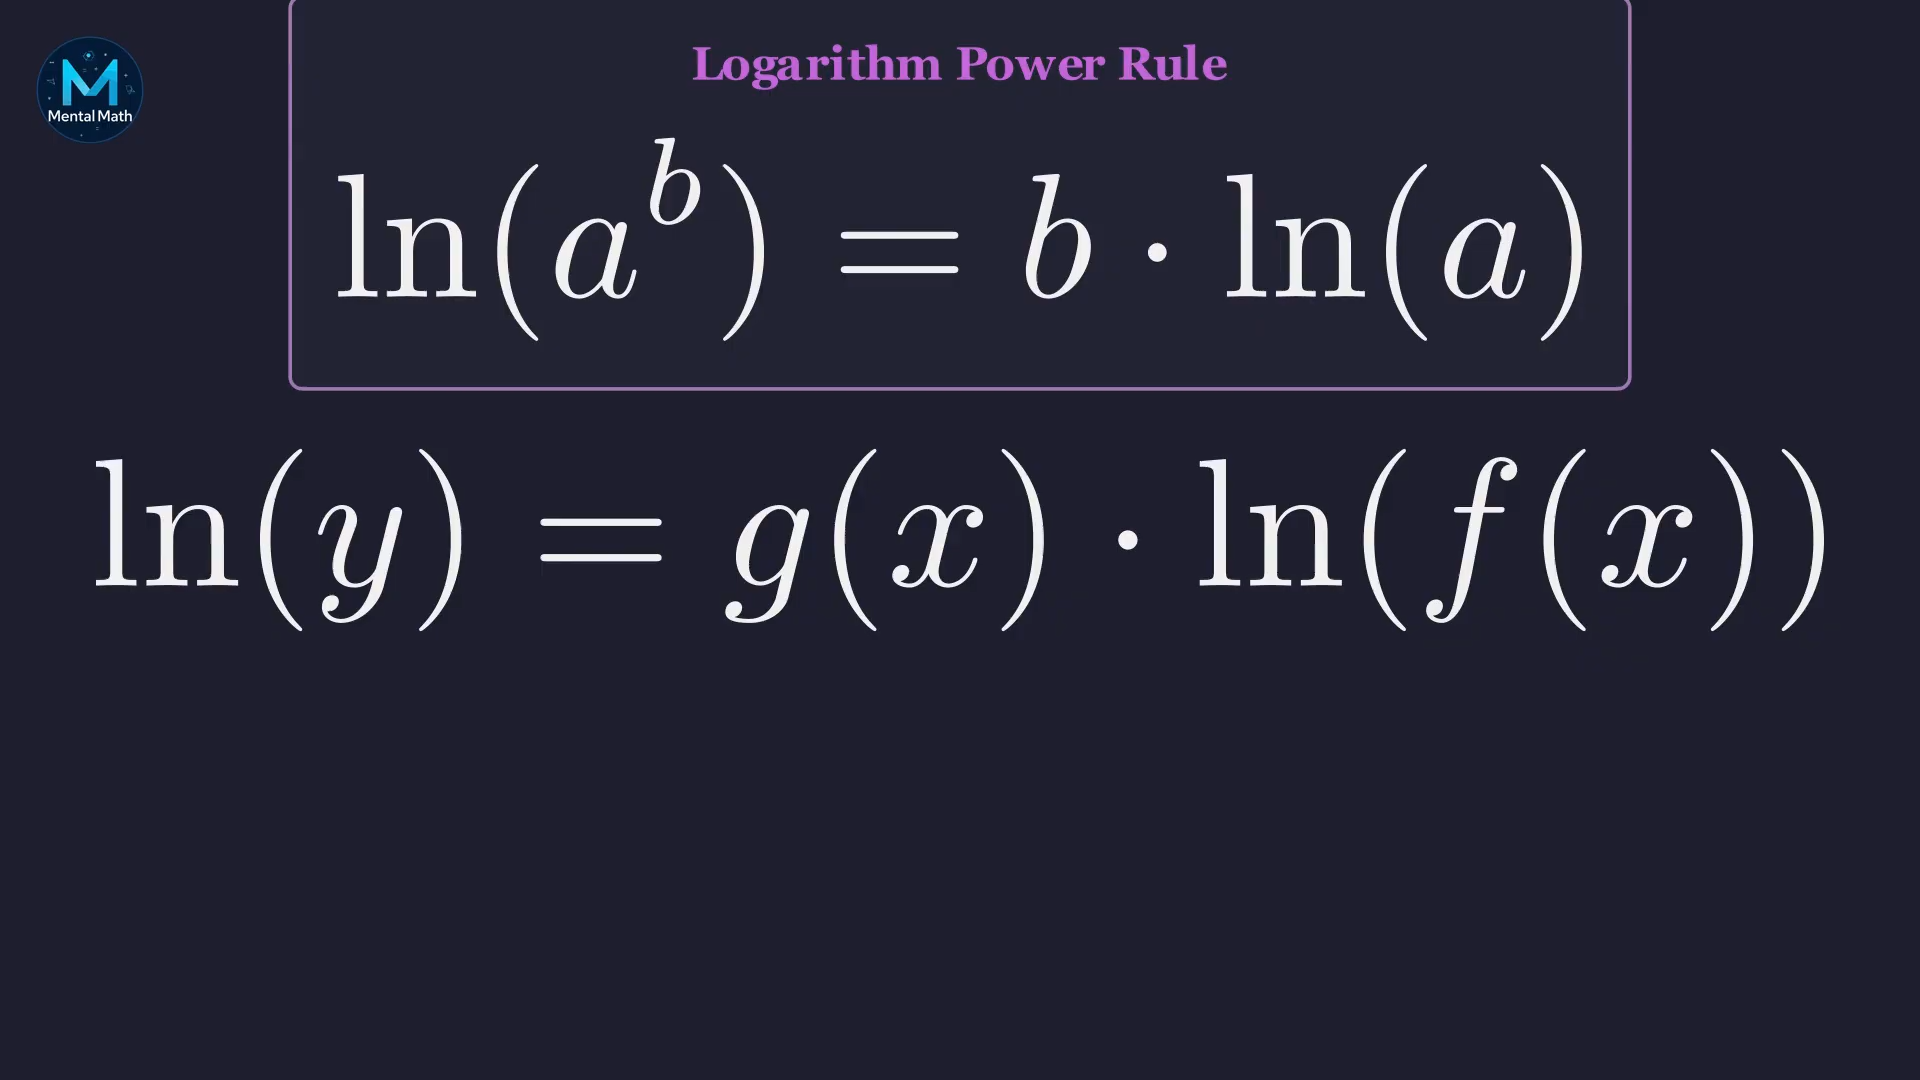 M
Mental Math
Logarithm Power Rule
ln(a^b) = b · ln(a)
ln(y) = g(x) · ln(f(x))